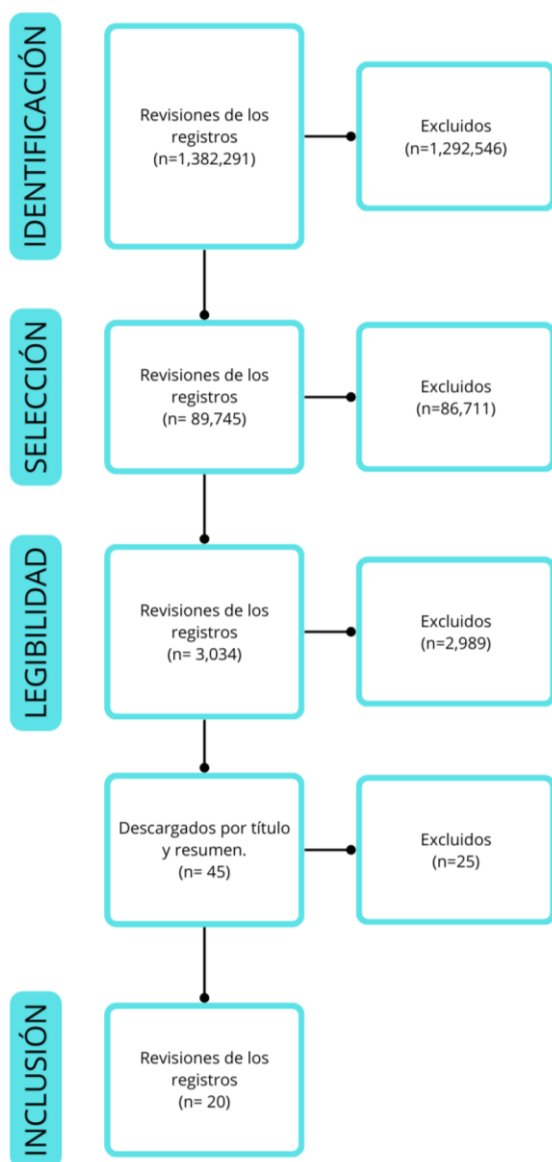 IDENTIFICACIÓN
Revisiones de los
registros
(n=1,382,291)
Excluidos
(n=1,292,546)
SELECCIÓN
Revisiones de los
registros
(n= 89,745)
Excluidos
(n=86,711)
LEGIBILIDAD
Revisiones de los
registros
(n= 3,034)
Excluidos
(n=2,989)
Descargados por título
y resumen.
(n= 45)
Excluidos
(n=25)
INCLUSIÓN
Revisiones de los
registros
(n= 20)